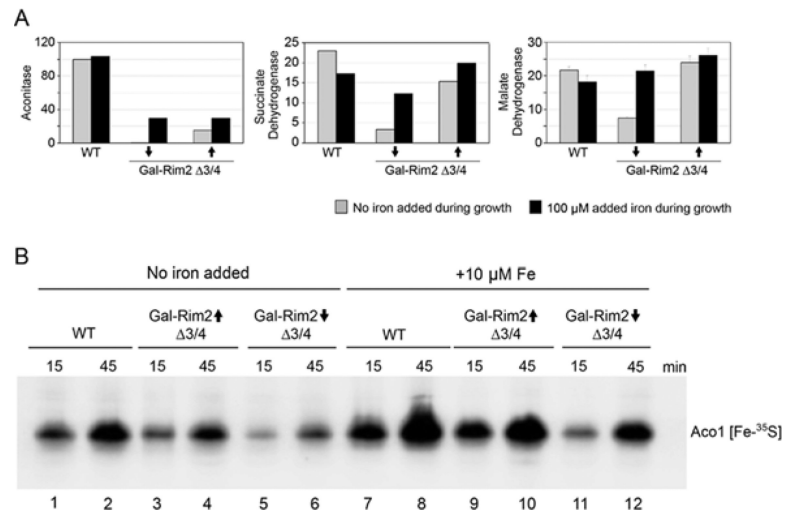 A
Aconitase
120
80
40
0
WT
Gal-Rim2 Δ3/4
Succinate
Dehydrogenase
25
20
15
10
5
0
WT
Gal-Rim2 Δ3/4
Malate
Dehydrogenase
30
20
10
0
WT
Gal-Rim2 Δ3/4
No iron added during growth
100 µM added iron during growth
B
No iron added +10 µM Fe
WT Gal-Rim2⬆ Gal-Rim2⬇ WT Gal-Rim2⬆ Gal-Rim2⬇
Δ3/4 Δ3/4 Δ3/4 Δ3/4
15 45 15 45 15 45 15 45 15 45 15 45 min
Aco1 [Fe-³⁵S]
1 2 3 4 5 6 7 8 9 10 11 12